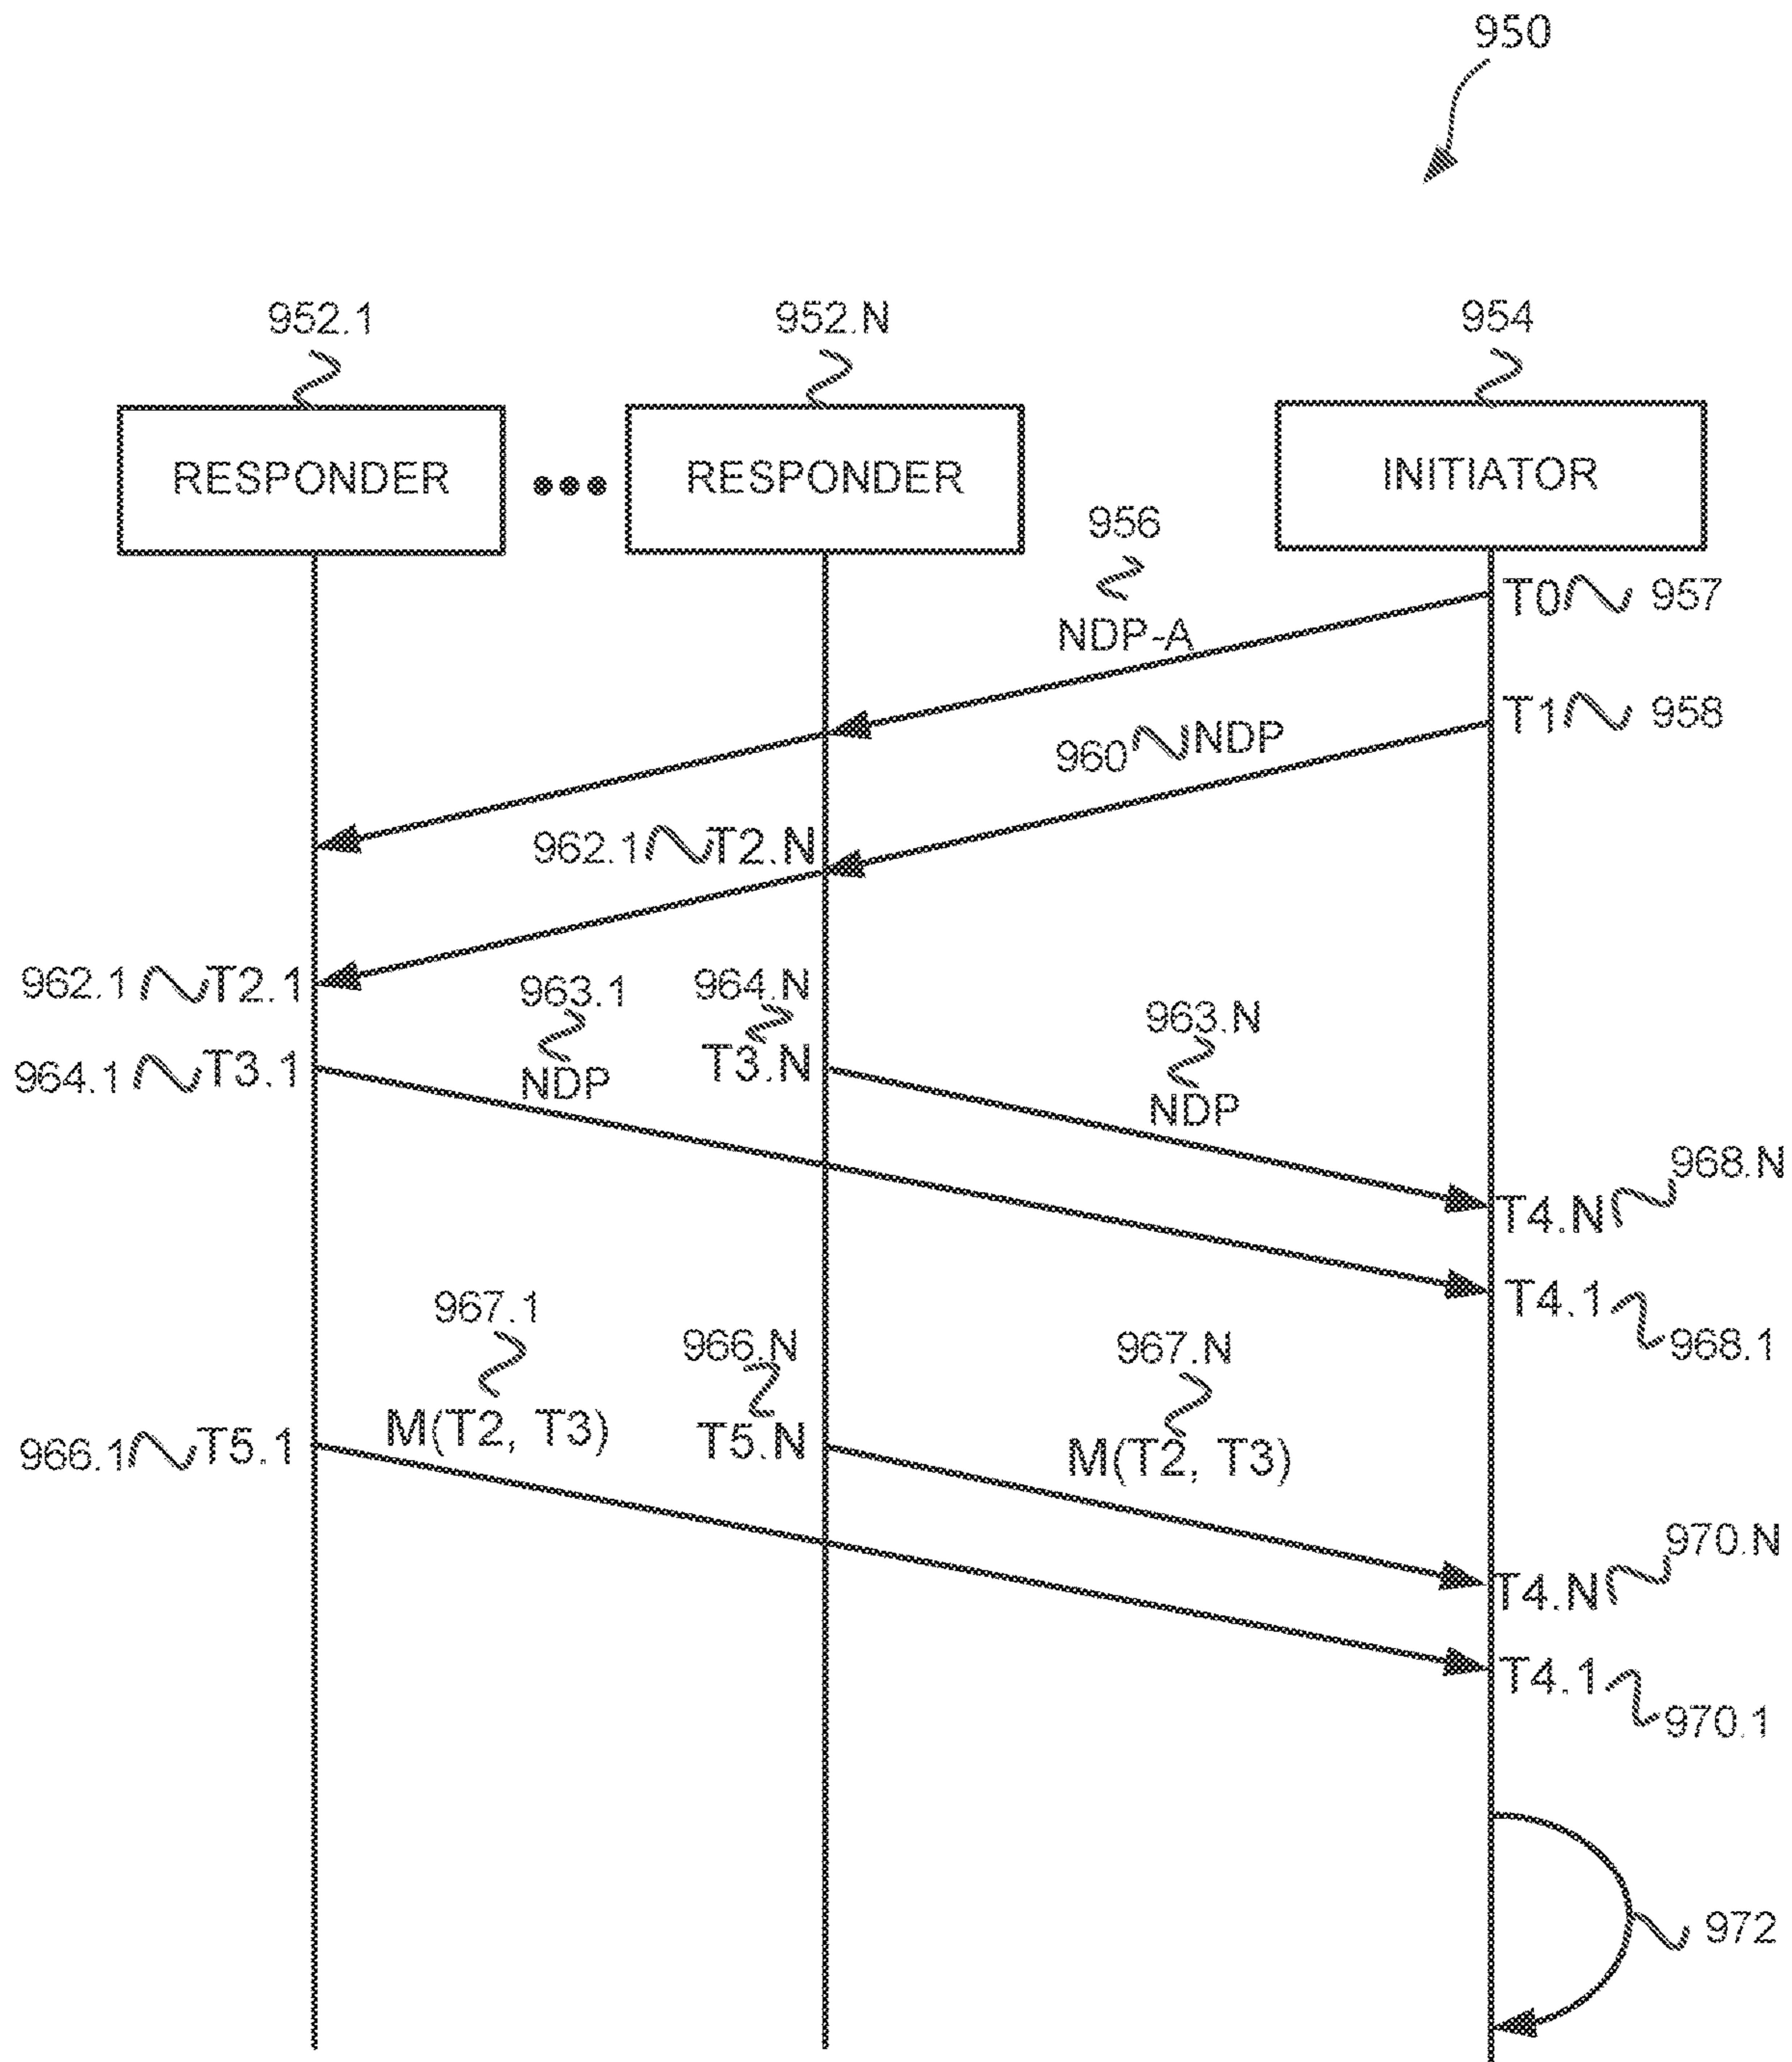 950
952.1
952.N
954
RESPONDER
RESPONDER
INITIATOR
956
T0 957
NDP-A
T1 958
960 NDP
962.1 T2.N
962.1 T2.1
963.1
964.N
963.N
964.1 T3.1
NDP
T3.N
NDP
968.N
T4.N
T4.1
968.1
967.1
966.N
967.N
966.1 T5.1
M(T2, T3)
T5.N
M(T2, T3)
970.N
T4.N
T4.1
970.1
972